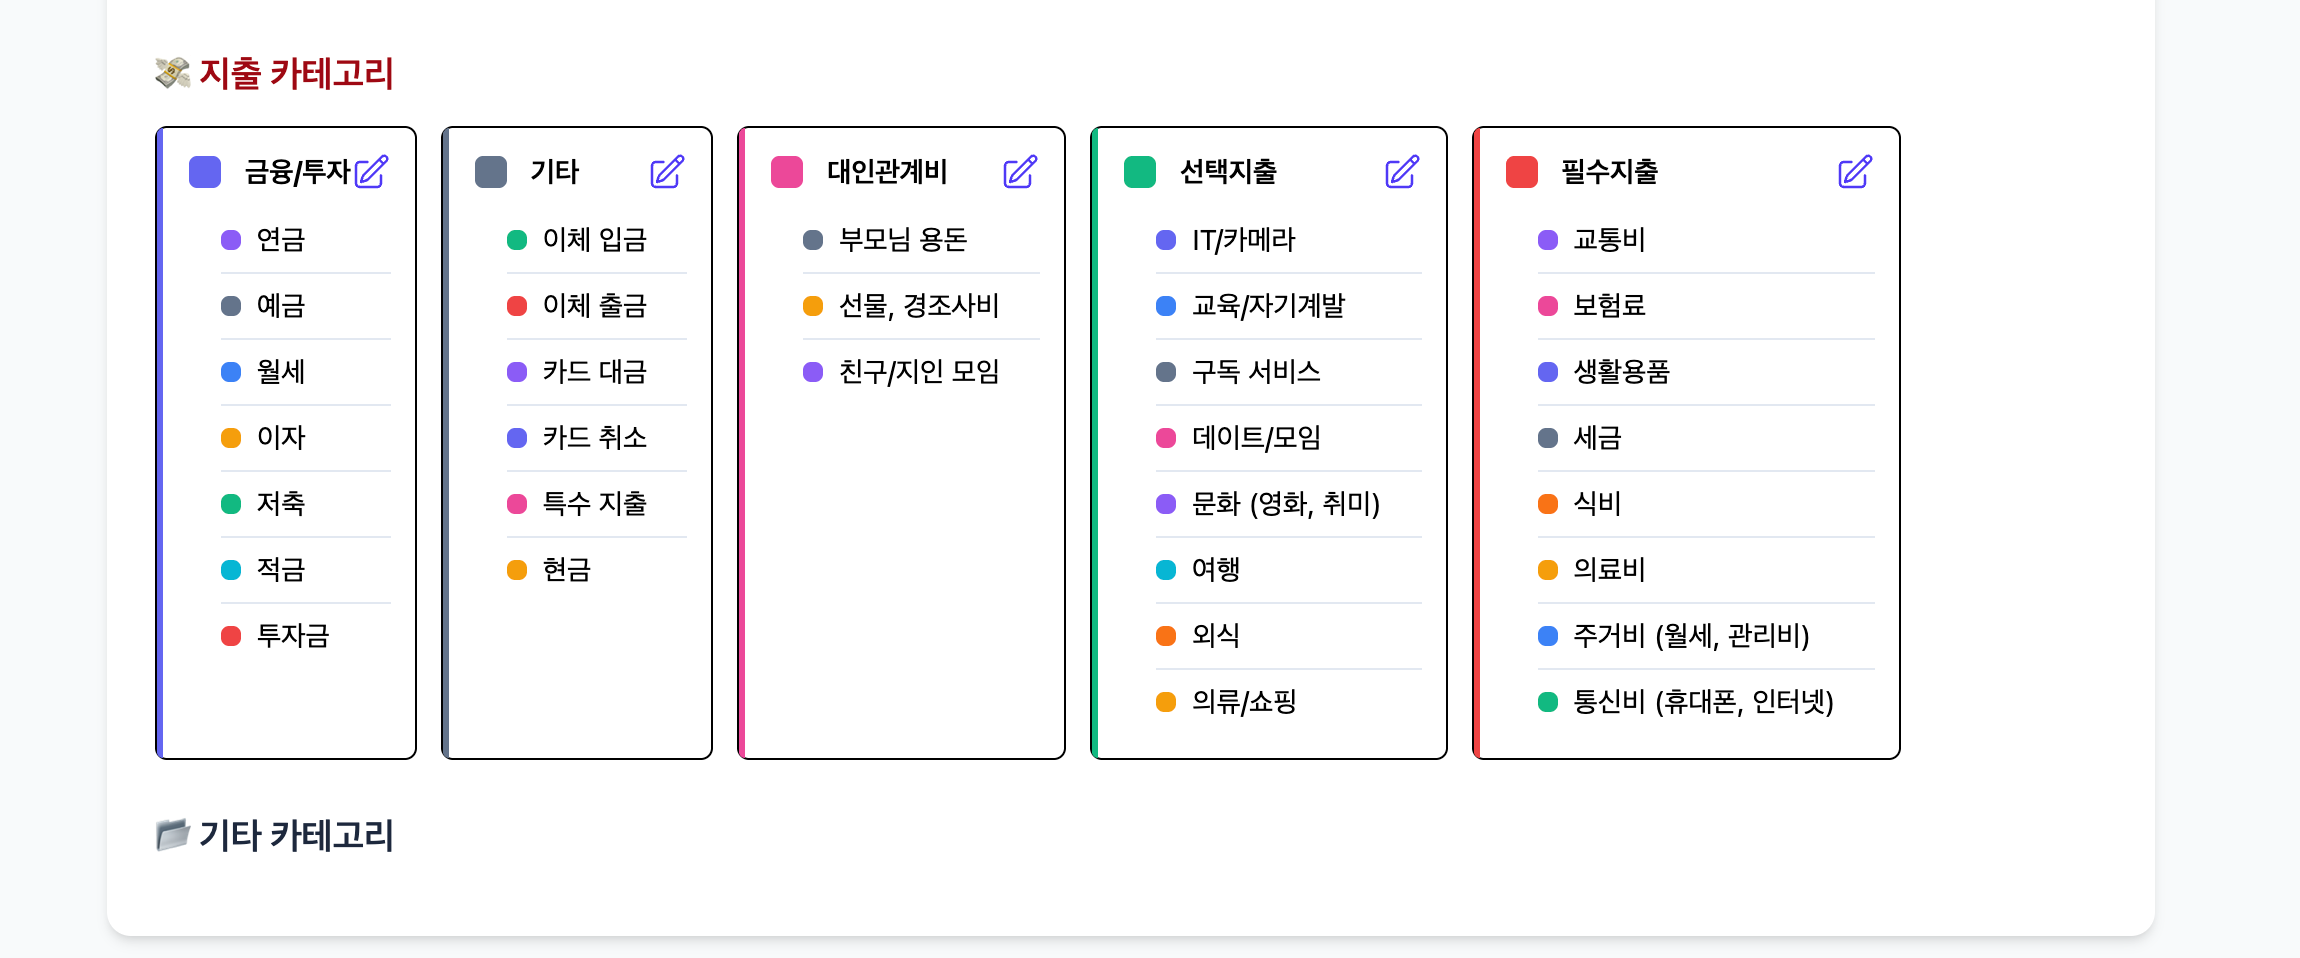 지출 카테고리
금융/투자
연금
예금
월세
이자
저축
적금
투자금
기타
이체 입금
이체 출금
카드 대금
카드 취소
특수 지출
현금
대인관계비
부모님 용돈
선물, 경조사비
친구/지인 모임
선택지출
IT/카메라
교육/자기계발
구독 서비스
데이트/모임
문화 (영화, 취미)
여행
외식
의류/쇼핑
필수지출
교통비
보험료
생활용품
세금
식비
의료비
주거비 (월세, 관리비)
통신비 (휴대폰, 인터넷)
기타 카테고리